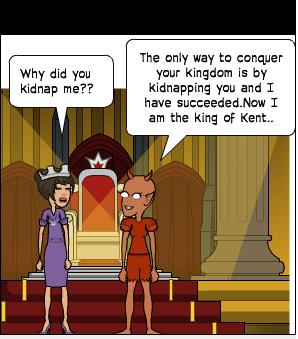 Why did you
kidnap me??
The only way to conquer
your kingdom is by
kidnapping you and I
have succeeded.Now I
am the king of Kent..